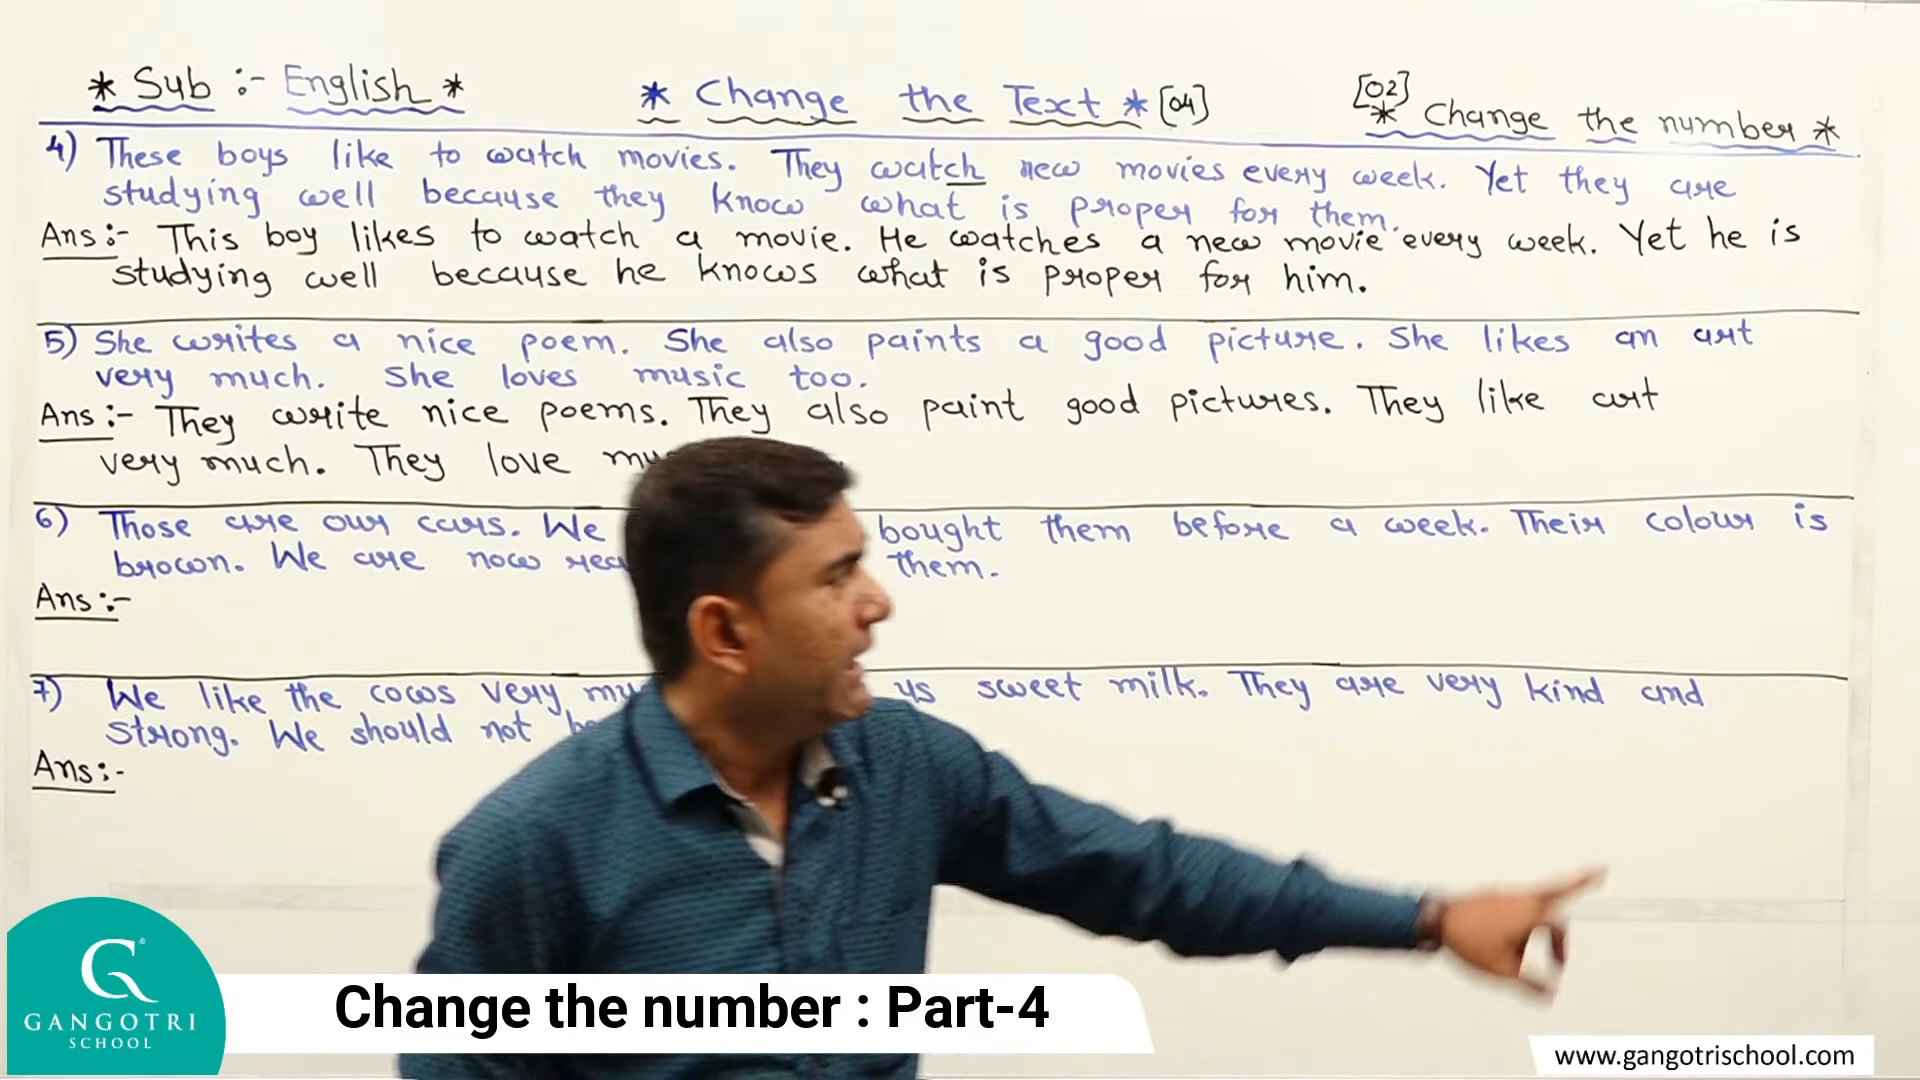 * Sub :- English *
* Change the Text * [04]
[02]
* Change the number *
4) These boys like to watch movies. They watch new movies every week. Yet they are
studying well because they know what is proper for them.
Ans :- This boy likes to watch a movie. He watches a new movie every week. Yet he is
studying well because he knows what is proper for him.
5) She writes a nice poem. She also paints a good picture. She likes an art
very much. She loves music too.
Ans :- They write nice poems. They also paint good pictures. They like art
very much. They love
6) Those are our cars. We bought them before a week. Their colour is
brown. We are now them.
Ans :-
7) We like the cows very us sweet milk. They are very kind and
strong. We should not
Ans :-
GANGOTRI
SCHOOL
Change the number : Part-4
www.gangotrischool.com